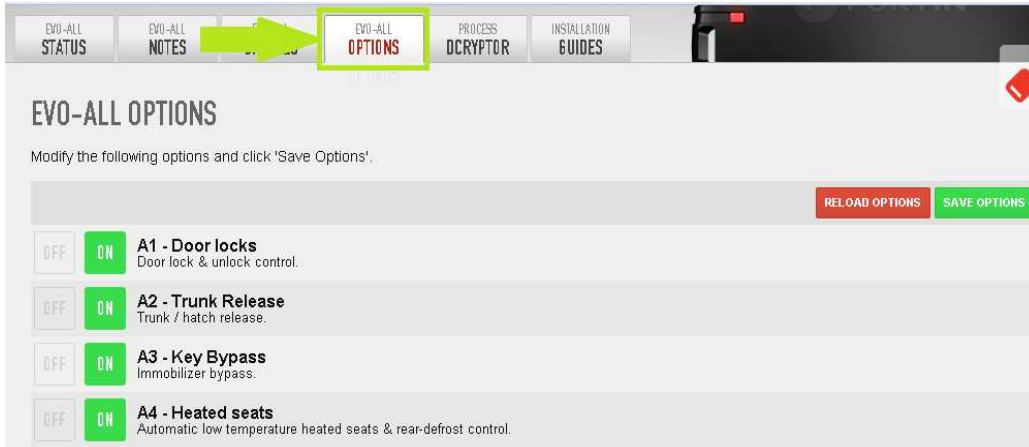 EVO-ALL
STATUS
EVO-ALL
NOTES
EVO-ALL
OPTIONS
PROCESS
DCRYPTOR
INSTALLATION
GUIDES
EVO-ALL OPTIONS
Modify the following options and click 'Save Options'.
RELOAD OPTIONS SAVE OPTIONS
OFF ON A1 - Door locks
Door lock & unlock control.
OFF ON A2 - Trunk Release
Trunk / hatch release.
OFF ON A3 - Key Bypass
Immobilizer bypass.
OFF ON A4 - Heated seats
Automatic low temperature heated seats & rear-defrost control.